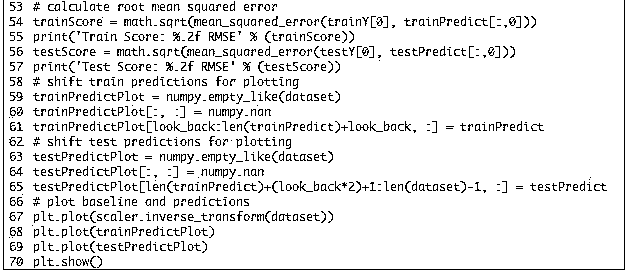 53 # calculate root mean squared error
54 trainScore = math.sqrt(mean_squared_error(trainY[0], trainPredict[:,0]))
55 print('Train Score: %.2f RMSE' % (trainScore))
56 testScore = math.sqrt(mean_squared_error(testY[0], testPredict[:,0]))
57 print('Test Score: %.2f RMSE' % (testScore))
58 # shift train predictions for plotting
59 trainPredictPlot = numpy.empty_like(dataset)
60 trainPredictPlot[:, :] = numpy.nan
61 trainPredictPlot[look_back:len(trainPredict)+look_back, :] = trainPredict
62 # shift test predictions for plotting
63 testPredictPlot = numpy.empty_like(dataset)
64 testPredictPlot[:, :] = numpy.nan
65 testPredictPlot[len(trainPredict)+(look_back*2)+1:len(dataset)-1, :] = testPredict
66 # plot baseline and predictions
67 plt.plot(scaler.inverse_transform(dataset))
68 plt.plot(trainPredictPlot)
69 plt.plot(testPredictPlot)
70 plt.show()